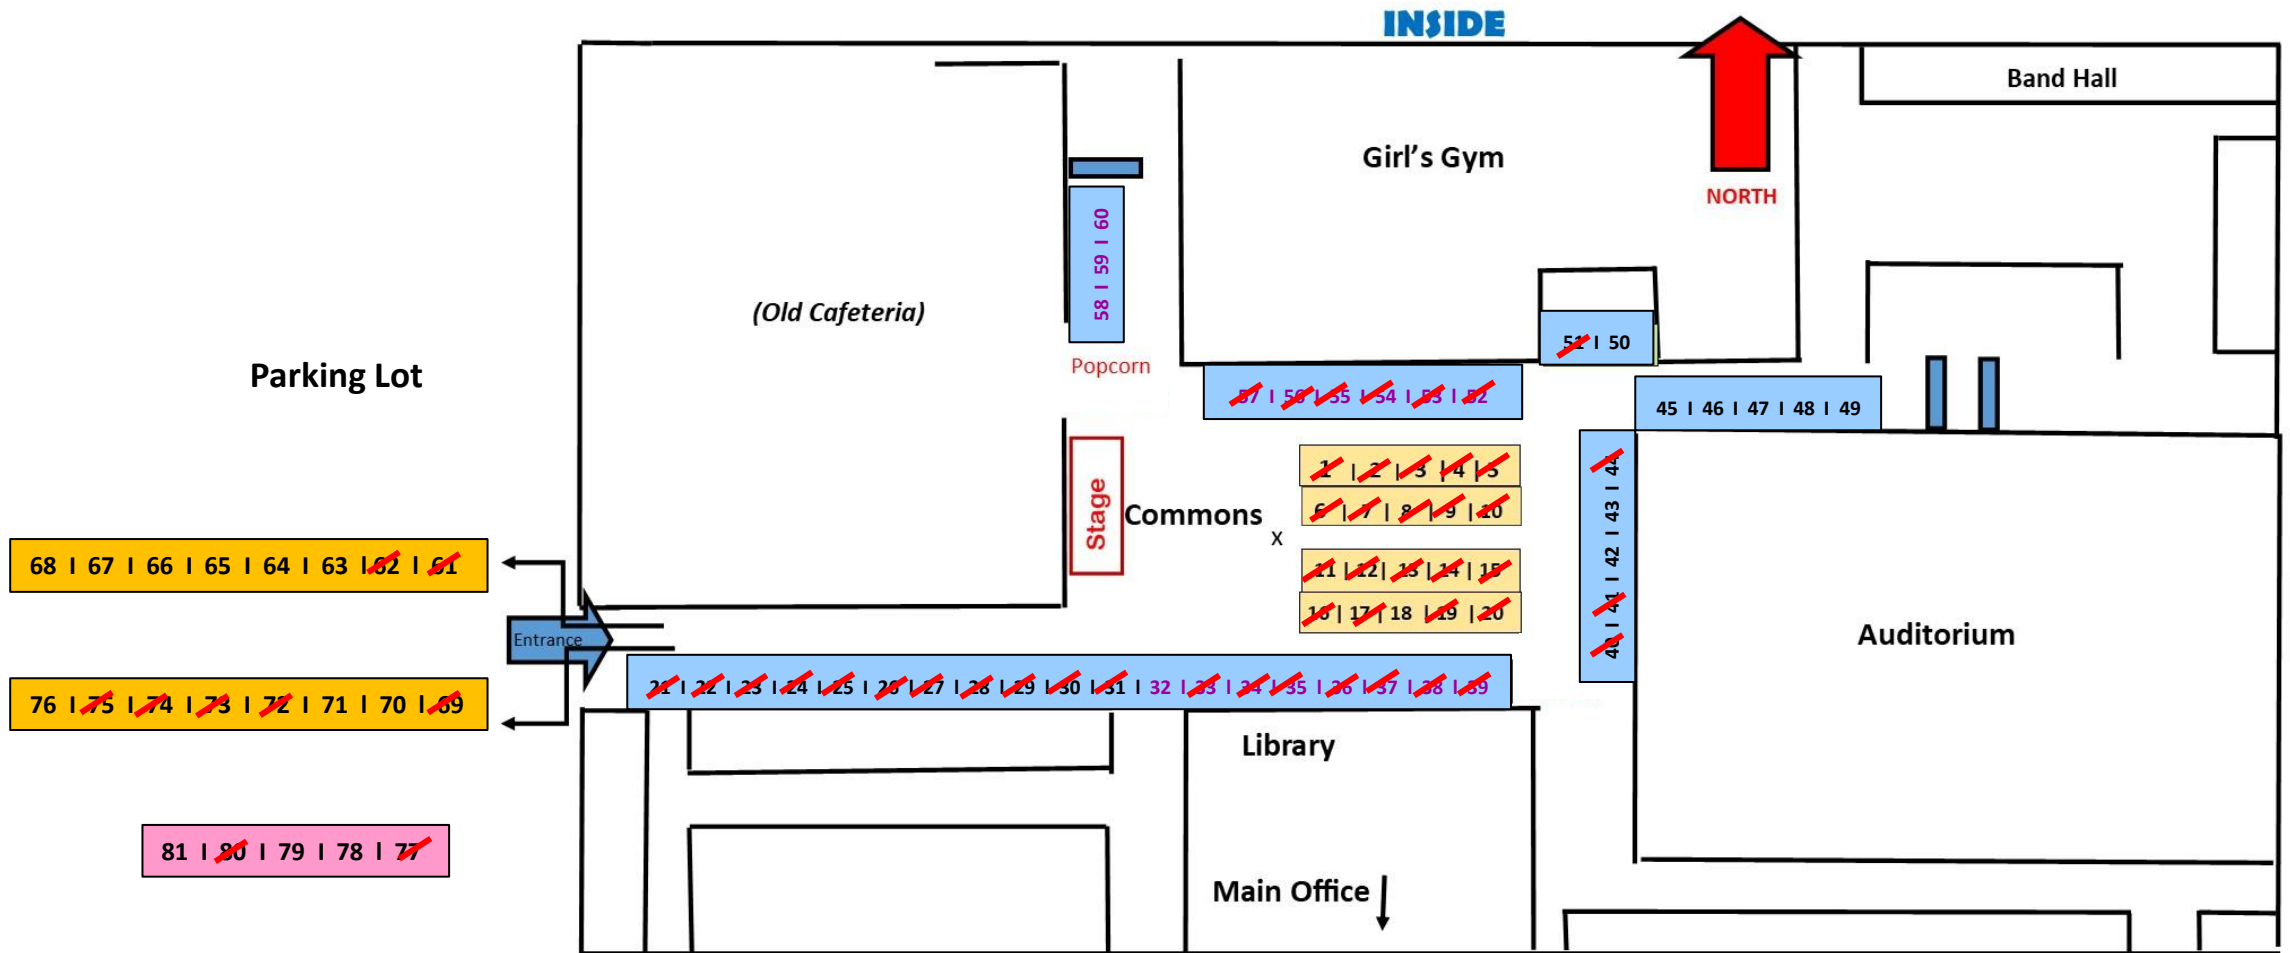 INSIDE
Band Hall
Girl's Gym
NORTH
58 I 59 I 60
(Old Cafeteria)
51 I 50
Popcorn
Parking Lot
57 I 56 I 55 I 54 I 53 I 52
45 I 46 I 47 I 48 I 49
1 | 2 | 3 | 4 | 5
6 | 7 | 8 | 9 | 10
40 I 41 I 42 I 43 I 44
Stage
Commons
x
11 | 12 | 13 | 14 | 15
16 | 17 | 18 | 19 | 20
68 I 67 I 66 I 65 I 64 I 63 I 62 I 61
Entrance
Auditorium
21 I 22 I 23 I 24 I 25 I 26 I 27 I 28 I 29 I 30 I 31 I 32 I 33 I 34 I 35 I 36 I 37 I 38 I 39
76 I 75 I 74 I 73 I 72 I 71 I 70 I 69
Library
81 I 80 I 79 I 78 I 77
Main Office